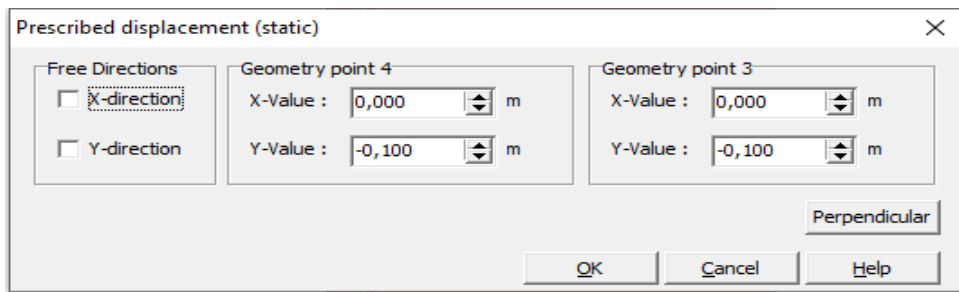 Prescribed displacement (static)
Free Directions
X-direction
Y-direction
Geometry point 4
X-Value : 0,000 m
Y-Value : -0,100 m
Geometry point 3
X-Value : 0,000 m
Y-Value : -0,100 m
Perpendicular
OK Cancel Help